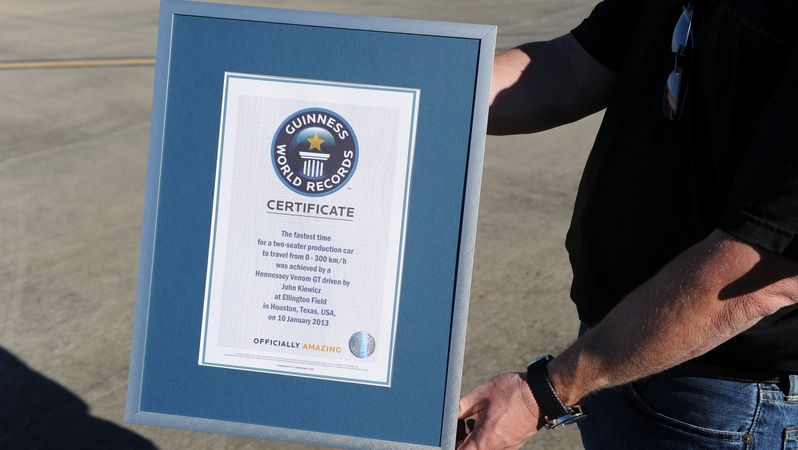 GUINNESS
WORLD RECORDS
™
CERTIFICATE
The fastest time
for a two-seater production car
to travel from 0 - 300 km/h
was achieved by a
Hennessey Venom GT driven by
John Kiewicz
at Ellington Field
in Houston, Texas, USA,
on 10 January 2013
OFFICIALLY AMAZING